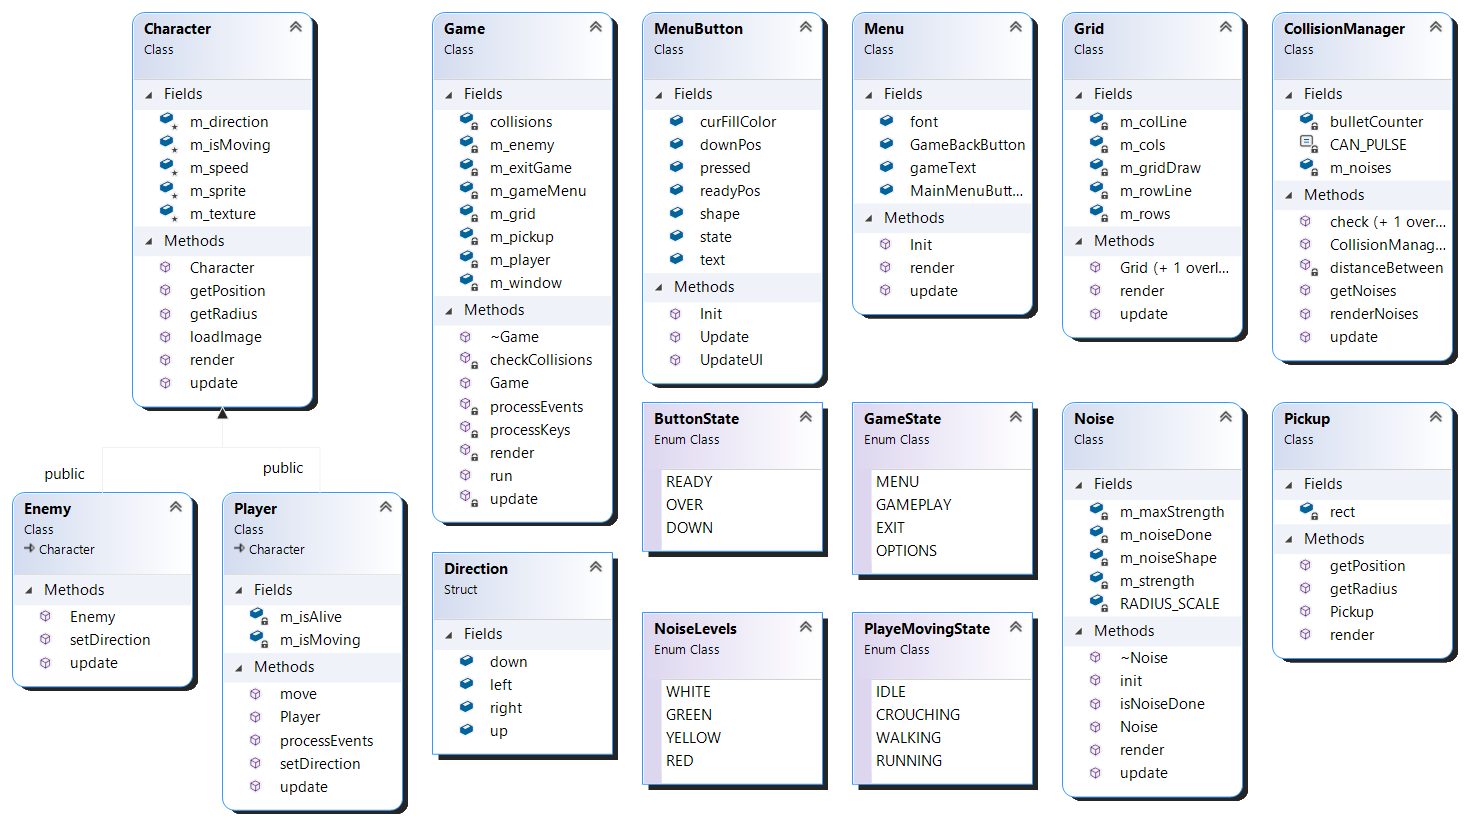 Character
Class
Fields
m_direction
m_isMoving
m_speed
m_sprite
m_texture
Methods
Character
getPosition
getRadius
loadImage
render
update
public
public
Enemy
Class
Character
Methods
Enemy
setDirection
update
Player
Class
Character
Fields
m_isAlive
m_isMoving
Methods
move
Player
processEvents
setDirection
update
Game
Class
Fields
collisions
m_enemy
m_exitGame
m_gameMenu
m_grid
m_pickup
m_player
m_window
Methods
~Game
checkCollisions
Game
processEvents
processKeys
render
run
update
Direction
Struct
Fields
down
left
right
up
MenuButton
Class
Fields
curFillColor
downPos
pressed
readyPos
shape
state
text
Methods
Init
Update
UpdateUI
ButtonState
Enum Class
READY
OVER
DOWN
NoiseLevels
Enum Class
WHITE
GREEN
YELLOW
RED
Menu
Class
Fields
font
GameBackButton
gameText
MainMenuButt...
Methods
Init
render
update
GameState
Enum Class
MENU
GAMEPLAY
EXIT
OPTIONS
PlayeMovingState
Enum Class
IDLE
CROUCHING
WALKING
RUNNING
Grid
Class
Fields
m_colLine
m_cols
m_gridDraw
m_rowLine
m_rows
Methods
Grid (+ 1 overl...
render
update
Noise
Class
Fields
m_maxStrength
m_noiseDone
m_noiseShape
m_strength
RADIUS_SCALE
Methods
~Noise
init
isNoiseDone
Noise
render
update
CollisionManager
Class
Fields
bulletCounter
CAN_PULSE
m_noises
Methods
check (+ 1 over...
CollisionManag...
distanceBetween
getNoises
renderNoises
update
Pickup
Class
Fields
rect
Methods
getPosition
getRadius
Pickup
render